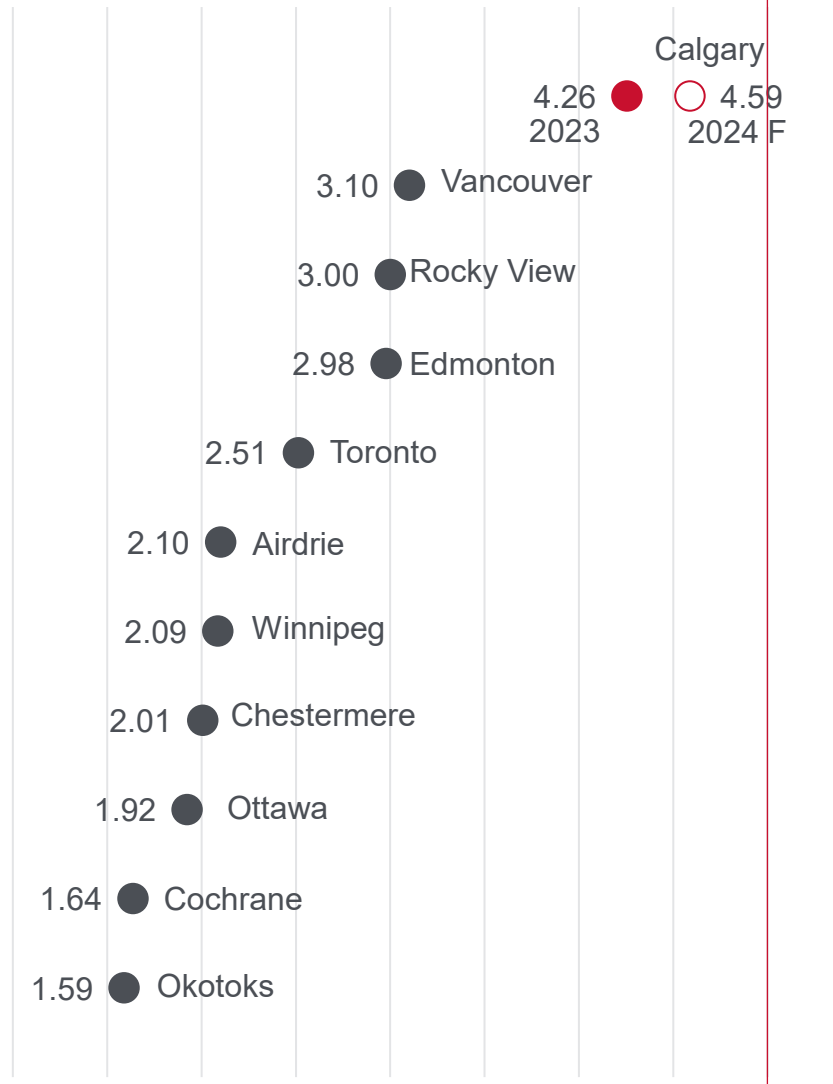 Calgary
4.26 4.59
2023 2024 F
3.10 Vancouver
3.00 Rocky View
2.98 Edmonton
2.51 Toronto
2.10 Airdrie
2.09 Winnipeg
2.01 Chestermere
1.92 Ottawa
1.64 Cochrane
1.59 Okotoks